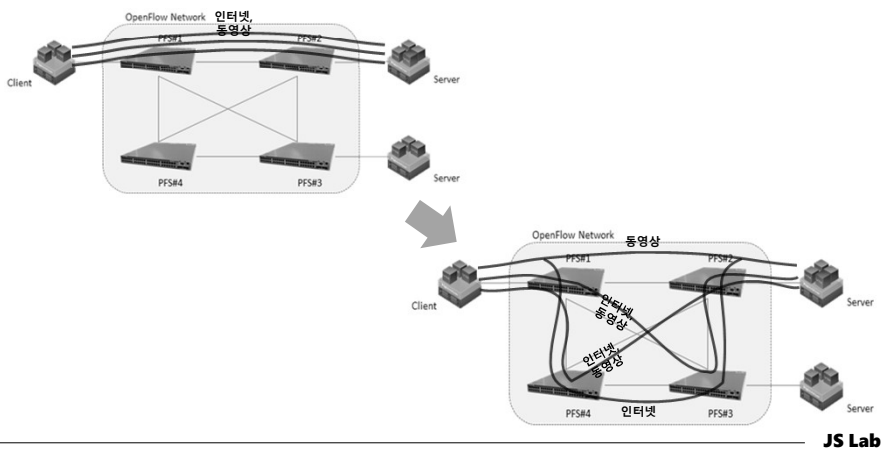 OpenFlow Network
인터넷,
동영상
PFS#1
PFS#2
Client
Server
PFS#4
PFS#3
Server
OpenFlow Network
동영상
PFS#1
PFS#2
Client
Server
인터넷,
동영상
인터넷,
동영상
PFS#4
인터넷
PFS#3
Server
JS Lab